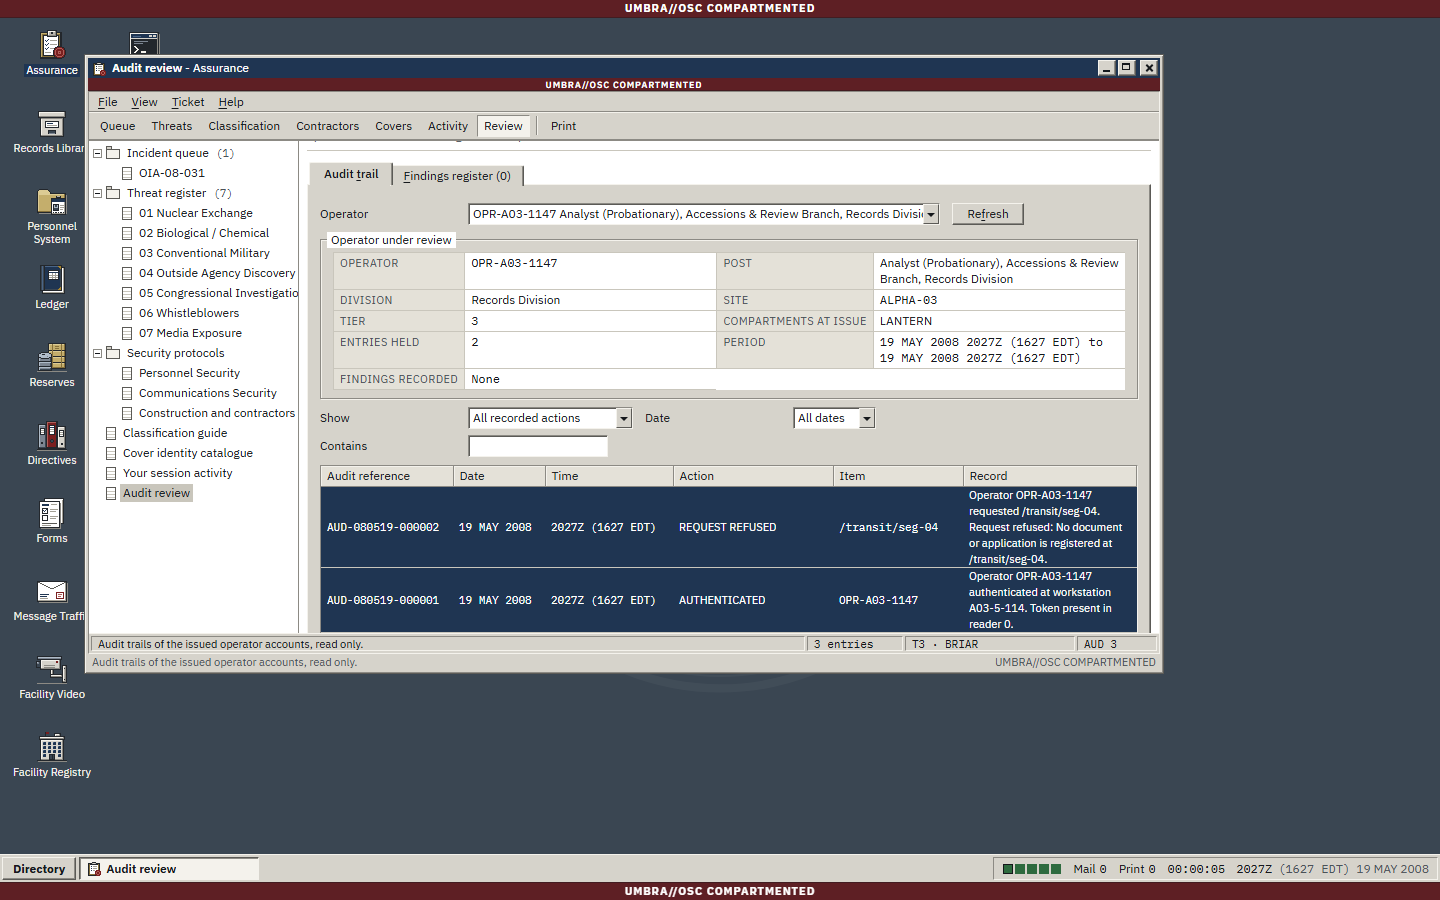 UMBRA//OSC COMPARTMENTED
Assurance
Records Librar
Personnel
System
Ledger
Reserves
Directives
Forms
Message Traffi
Facility Video
Facility Registry
Audit review - Assurance
UMBRA//OSC COMPARTMENTED
File View Ticket Help
Queue Threats Classification Contractors Covers Activity Review Print
Incident queue (1)
OIA-08-031
Threat register (7)
01 Nuclear Exchange
02 Biological / Chemical
03 Conventional Military
04 Outside Agency Discovery
05 Congressional Investigatio
06 Whistleblowers
07 Media Exposure
Security protocols
Personnel Security
Communications Security
Construction and contractors
Classification guide
Cover identity catalogue
Your session activity
Audit review
Audit trail Findings register (0)
Operator OPR-A03-1147 Analyst (Probationary), Accessions & Review Branch, Records Divisi Refresh
Operator under review
OPERATOR OPR-A03-1147 POST Analyst (Probationary), Accessions & Review
Branch, Records Division
DIVISION Records Division SITE ALPHA-03
TIER 3 COMPARTMENTS AT ISSUE LANTERN
ENTRIES HELD 2 PERIOD 19 MAY 2008 2027Z (1627 EDT) to
19 MAY 2008 2027Z (1627 EDT)
FINDINGS RECORDED None
Show All recorded actions Date All dates
Contains
Audit reference Date Time Action Item Record
AUD-080519-000002 19 MAY 2008 2027Z (1627 EDT) REQUEST REFUSED /transit/seg-04 Operator OPR-A03-1147
requested /transit/seg-04.
Request refused: No document
or application is registered at
/transit/seg-04.
AUD-080519-000001 19 MAY 2008 2027Z (1627 EDT) AUTHENTICATED OPR-A03-1147 Operator OPR-A03-1147
authenticated at workstation
A03-5-114. Token present in
reader 0.
Audit trails of the issued operator accounts, read only. 3 entries T3 · BRIAR AUD 3
Audit trails of the issued operator accounts, read only. UMBRA//OSC COMPARTMENTED
Directory Audit review Mail 0 Print 0 00:00:05 2027Z (1627 EDT) 19 MAY 2008
UMBRA//OSC COMPARTMENTED